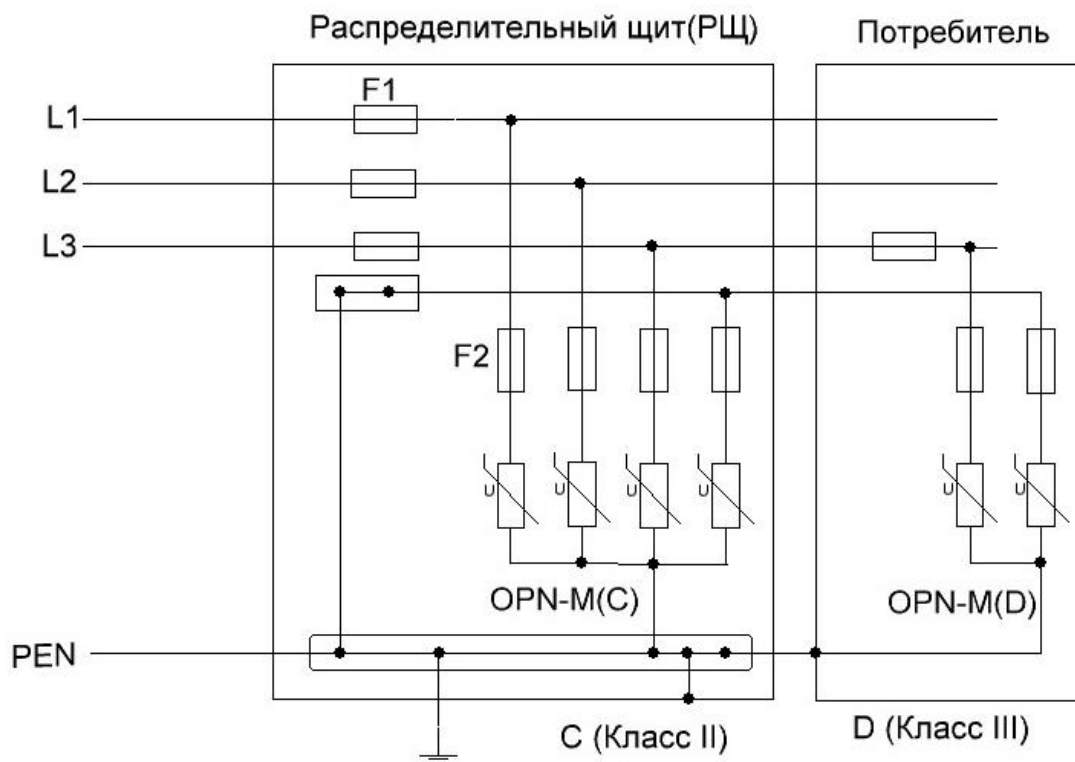 Распределительный щит(РЩ)
Потребитель
F1
L1
L2
L3
F2
U
U
U
U
U
U
OPN-M(C)
OPN-M(D)
PEN
C (Класс II)
D (Класс III)